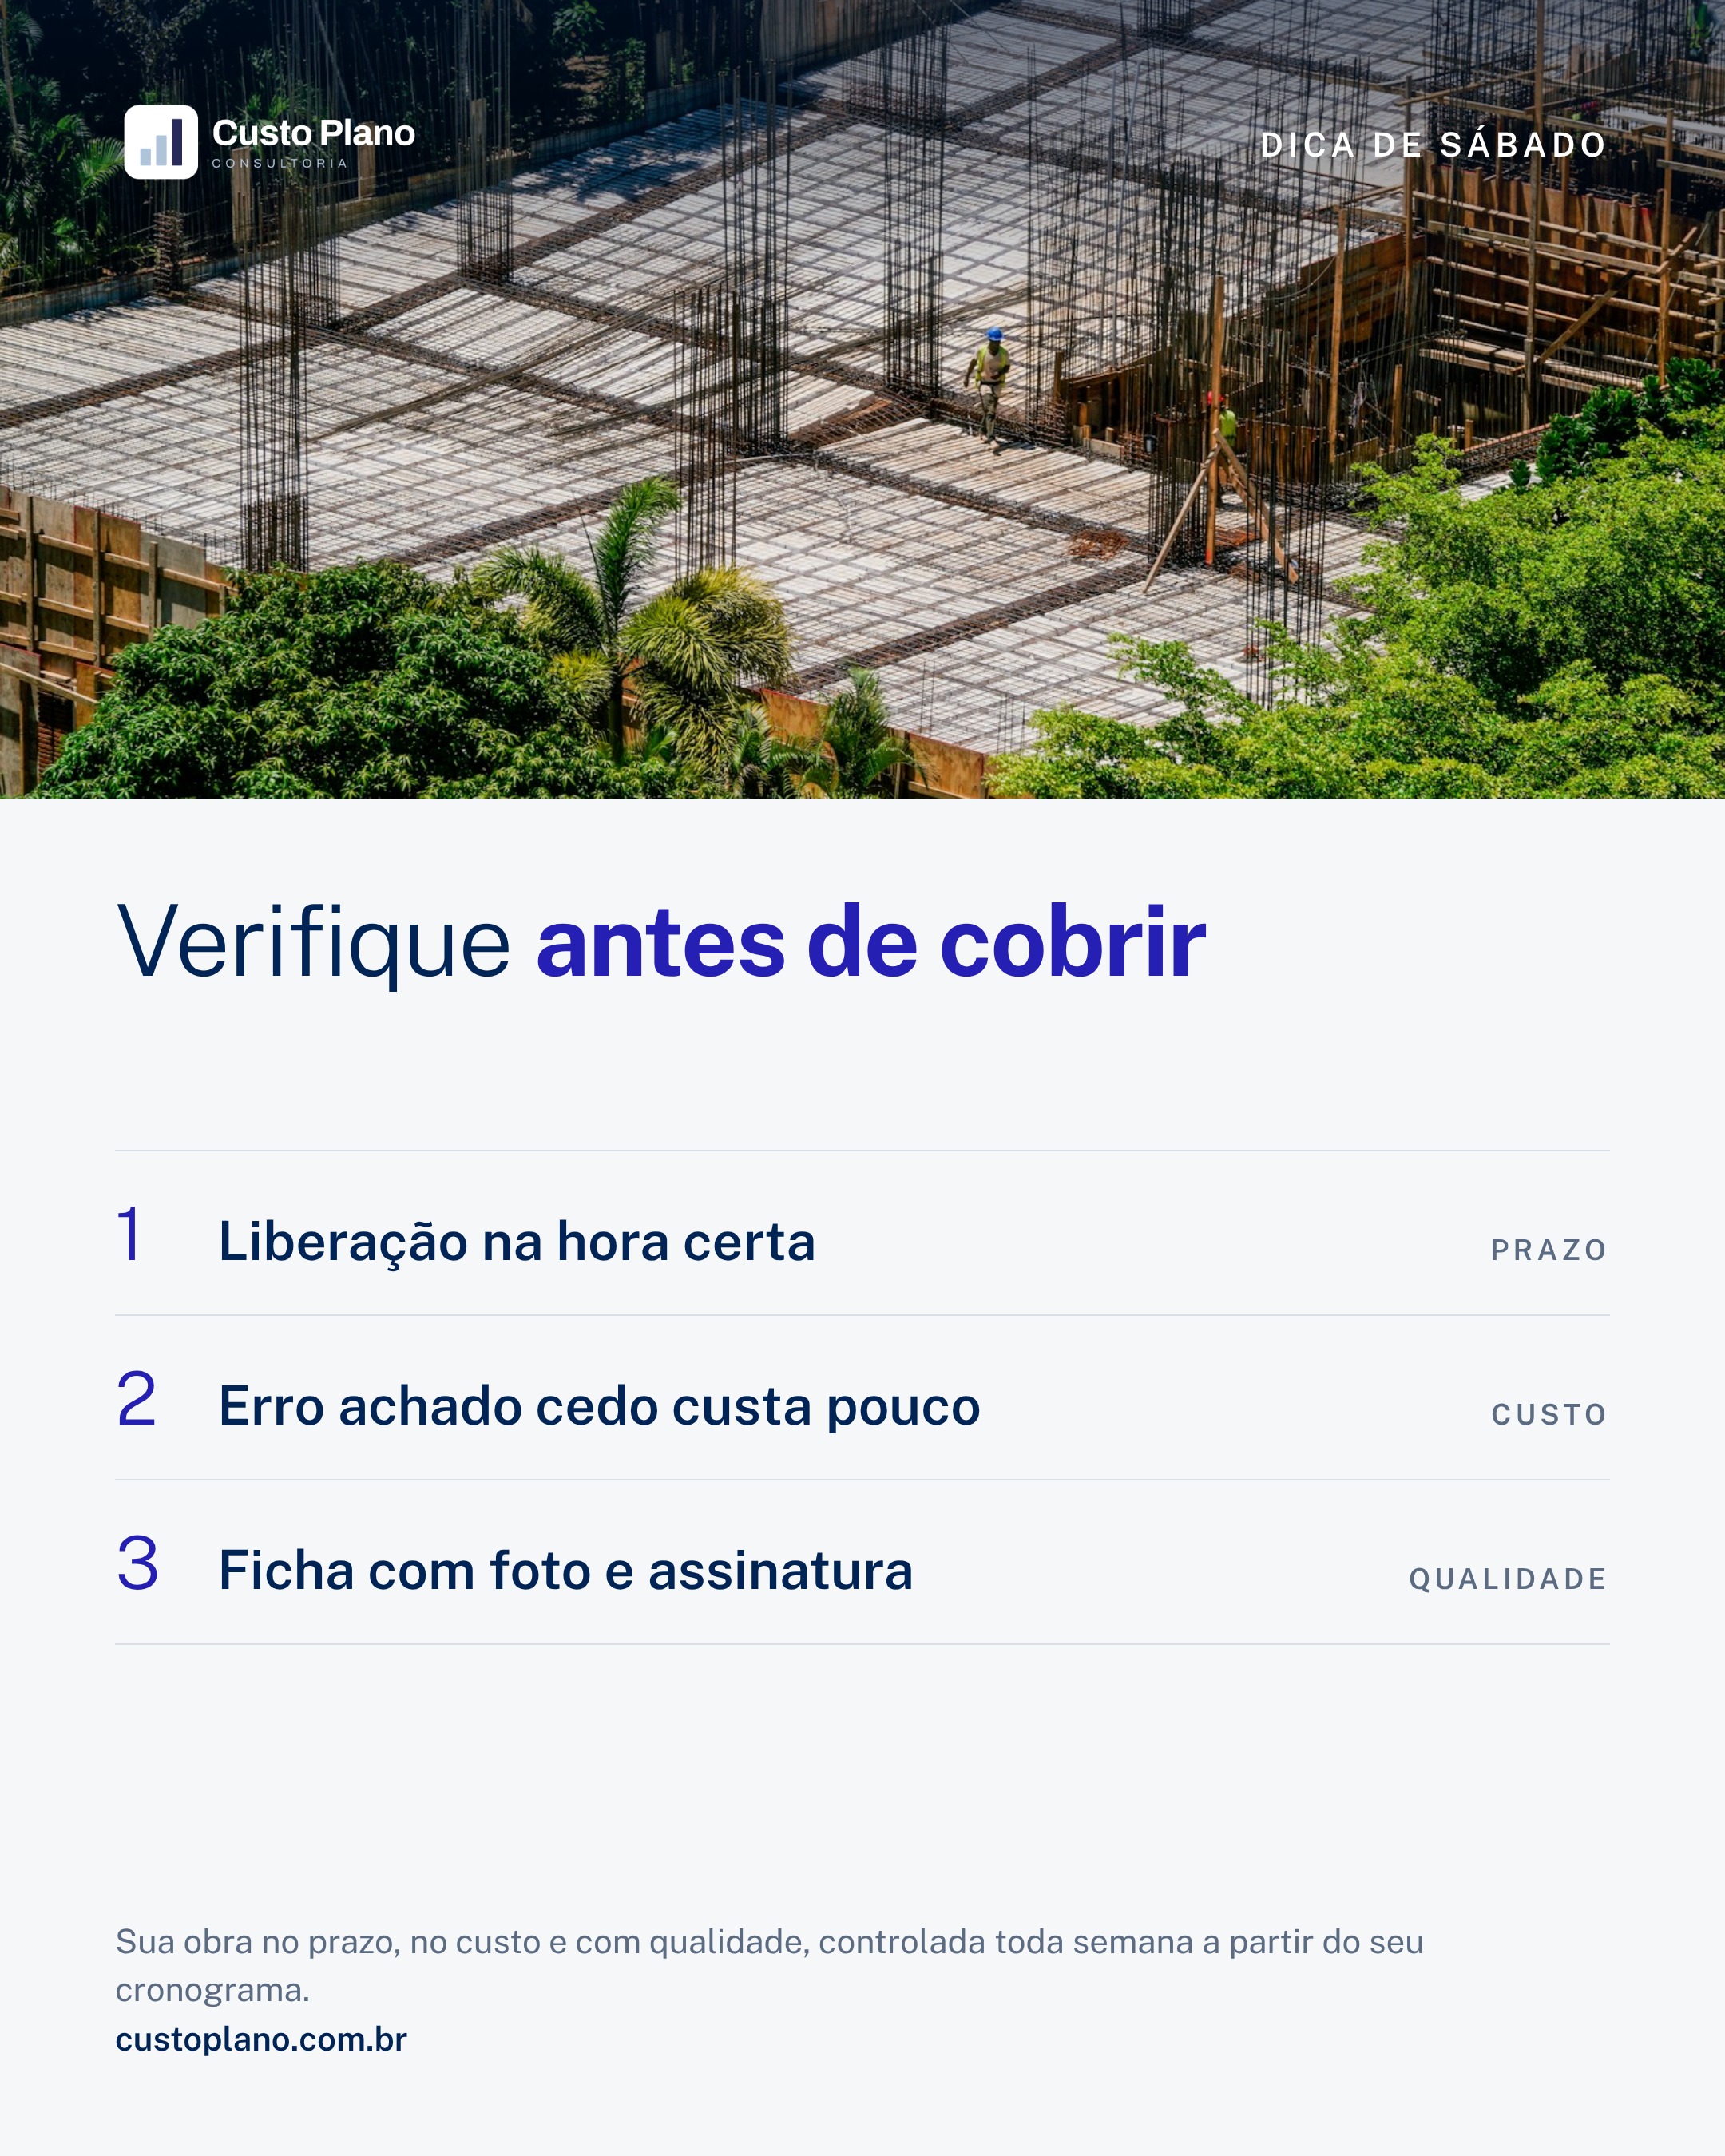 Custo Plano
CONSULTORIA
DICA DE SÁBADO
Verifique antes de cobrir
1 Liberação na hora certa PRAZO
2 Erro achado cedo custa pouco CUSTO
3 Ficha com foto e assinatura QUALIDADE
Sua obra no prazo, no custo e com qualidade, controlada toda semana a partir do seu
cronograma.
custoplano.com.br